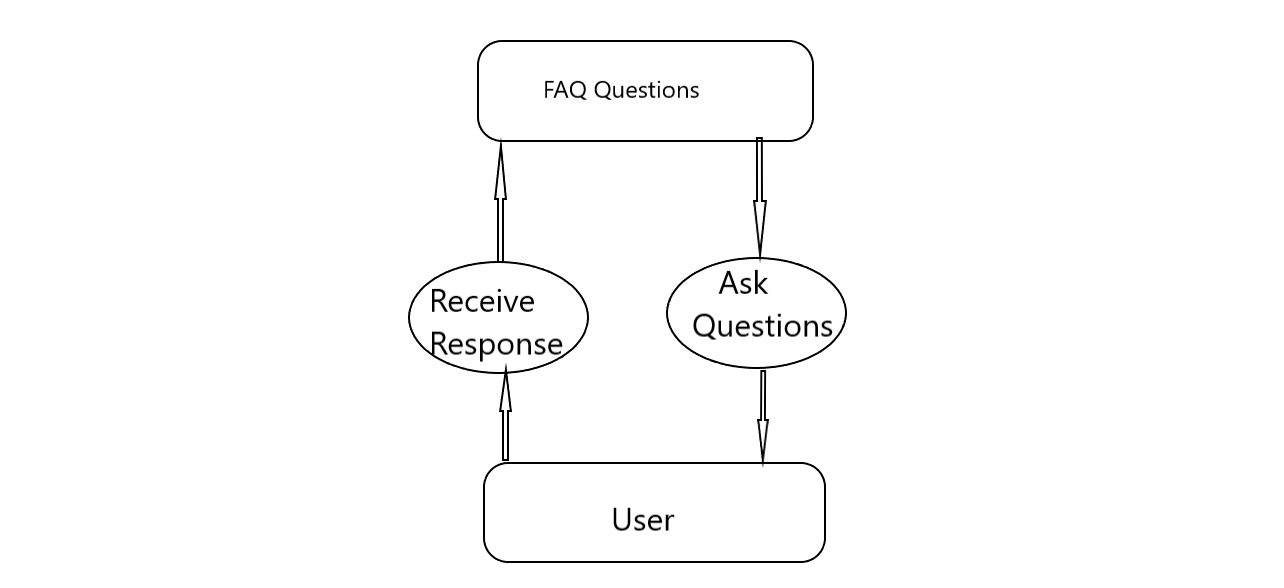 FAQ Questions
Receive
Response
Ask
Questions
User